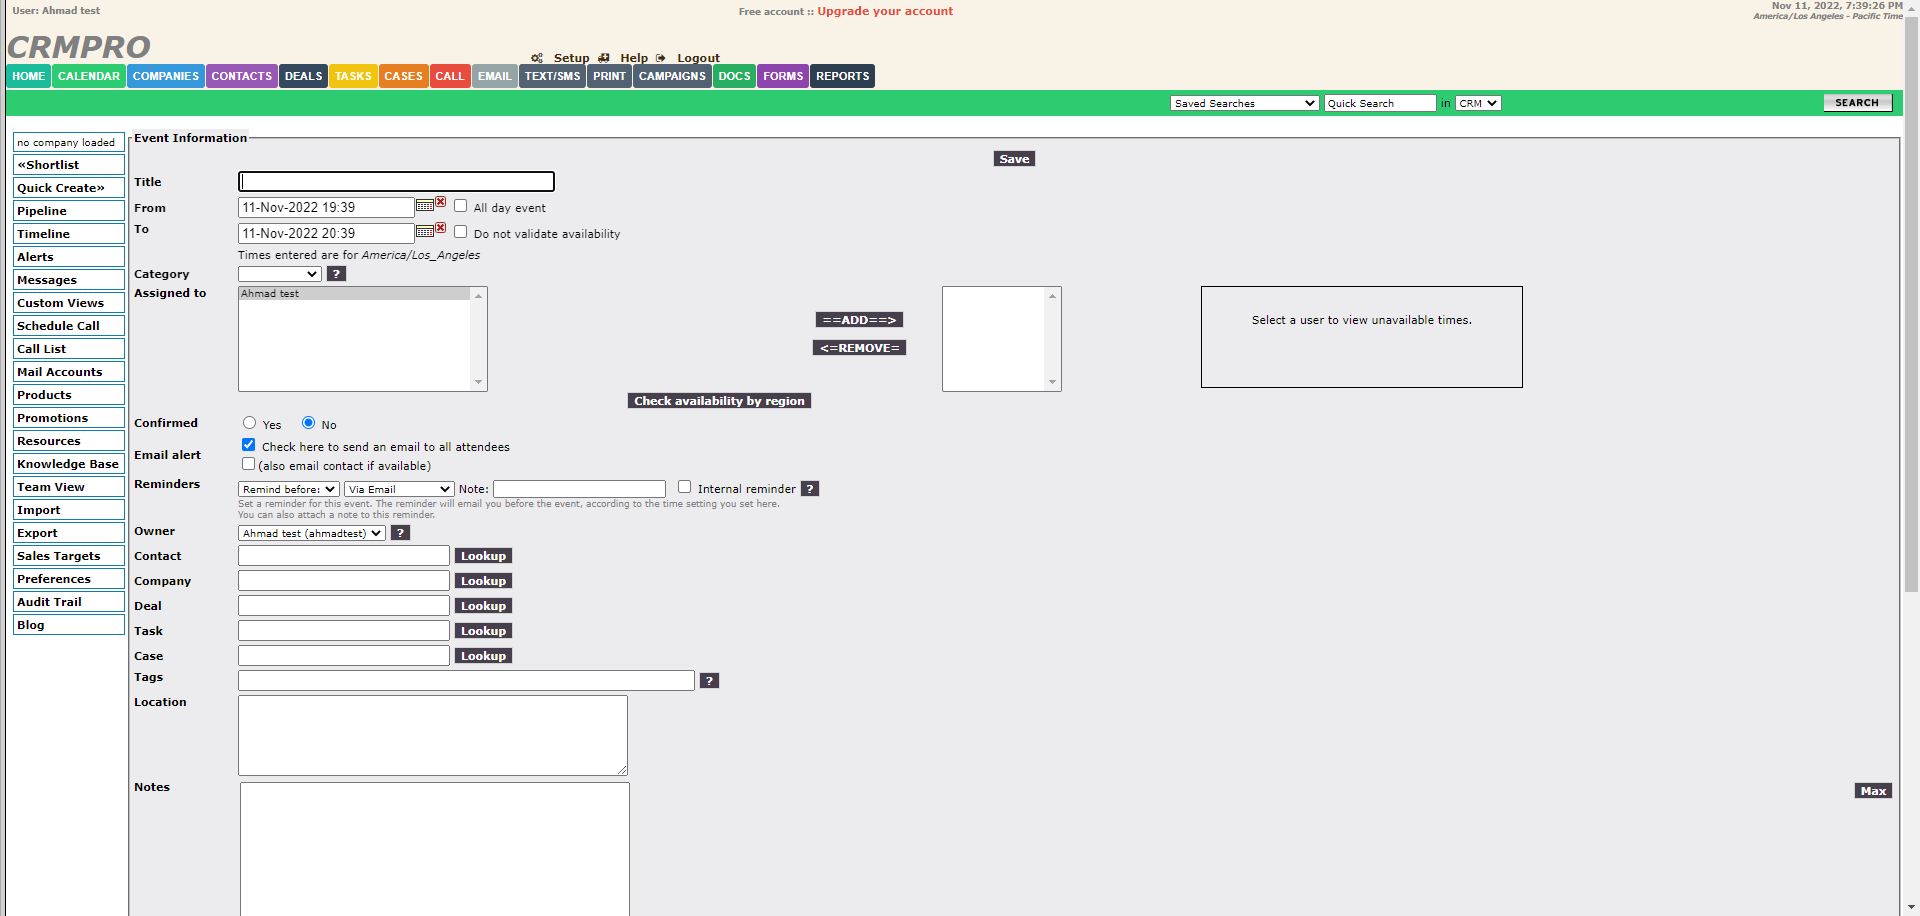 User: Ahmad test
Free account :: Upgrade your account
Nov 11, 2022, 7:39:26 PM
America/Los Angeles - Pacific Time
CRMPRO
Setup Help Logout
HOME CALENDAR COMPANIES CONTACTS DEALS TASKS CASES CALL EMAIL TEXT/SMS PRINT CAMPAIGNS DOCS FORMS REPORTS
Saved Searches Quick Search in CRM SEARCH
no company loaded
«Shortlist
Quick Create»
Pipeline
Timeline
Alerts
Messages
Custom Views
Schedule Call
Call List
Mail Accounts
Products
Promotions
Resources
Knowledge Base
Team View
Import
Export
Sales Targets
Preferences
Audit Trail
Blog
Event Information
Save
Title
From 11-Nov-2022 19:39 All day event
To 11-Nov-2022 20:39 Do not validate availability
Times entered are for America/Los_Angeles
Category ?
Assigned to Ahmad test
==ADD==>
<=REMOVE=
Select a user to view unavailable times.
Check availability by region
Confirmed Yes No
Email alert Check here to send an email to all attendees
(also email contact if available)
Reminders Remind before: Via Email Note: Internal reminder ?
Set a reminder for this event. The reminder will email you before the event, according to the time setting you set here.
You can also attach a note to this reminder.
Owner Ahmad test (ahmadtest) ?
Contact Lookup
Company Lookup
Deal Lookup
Task Lookup
Case Lookup
Tags ?
Location
Notes Max